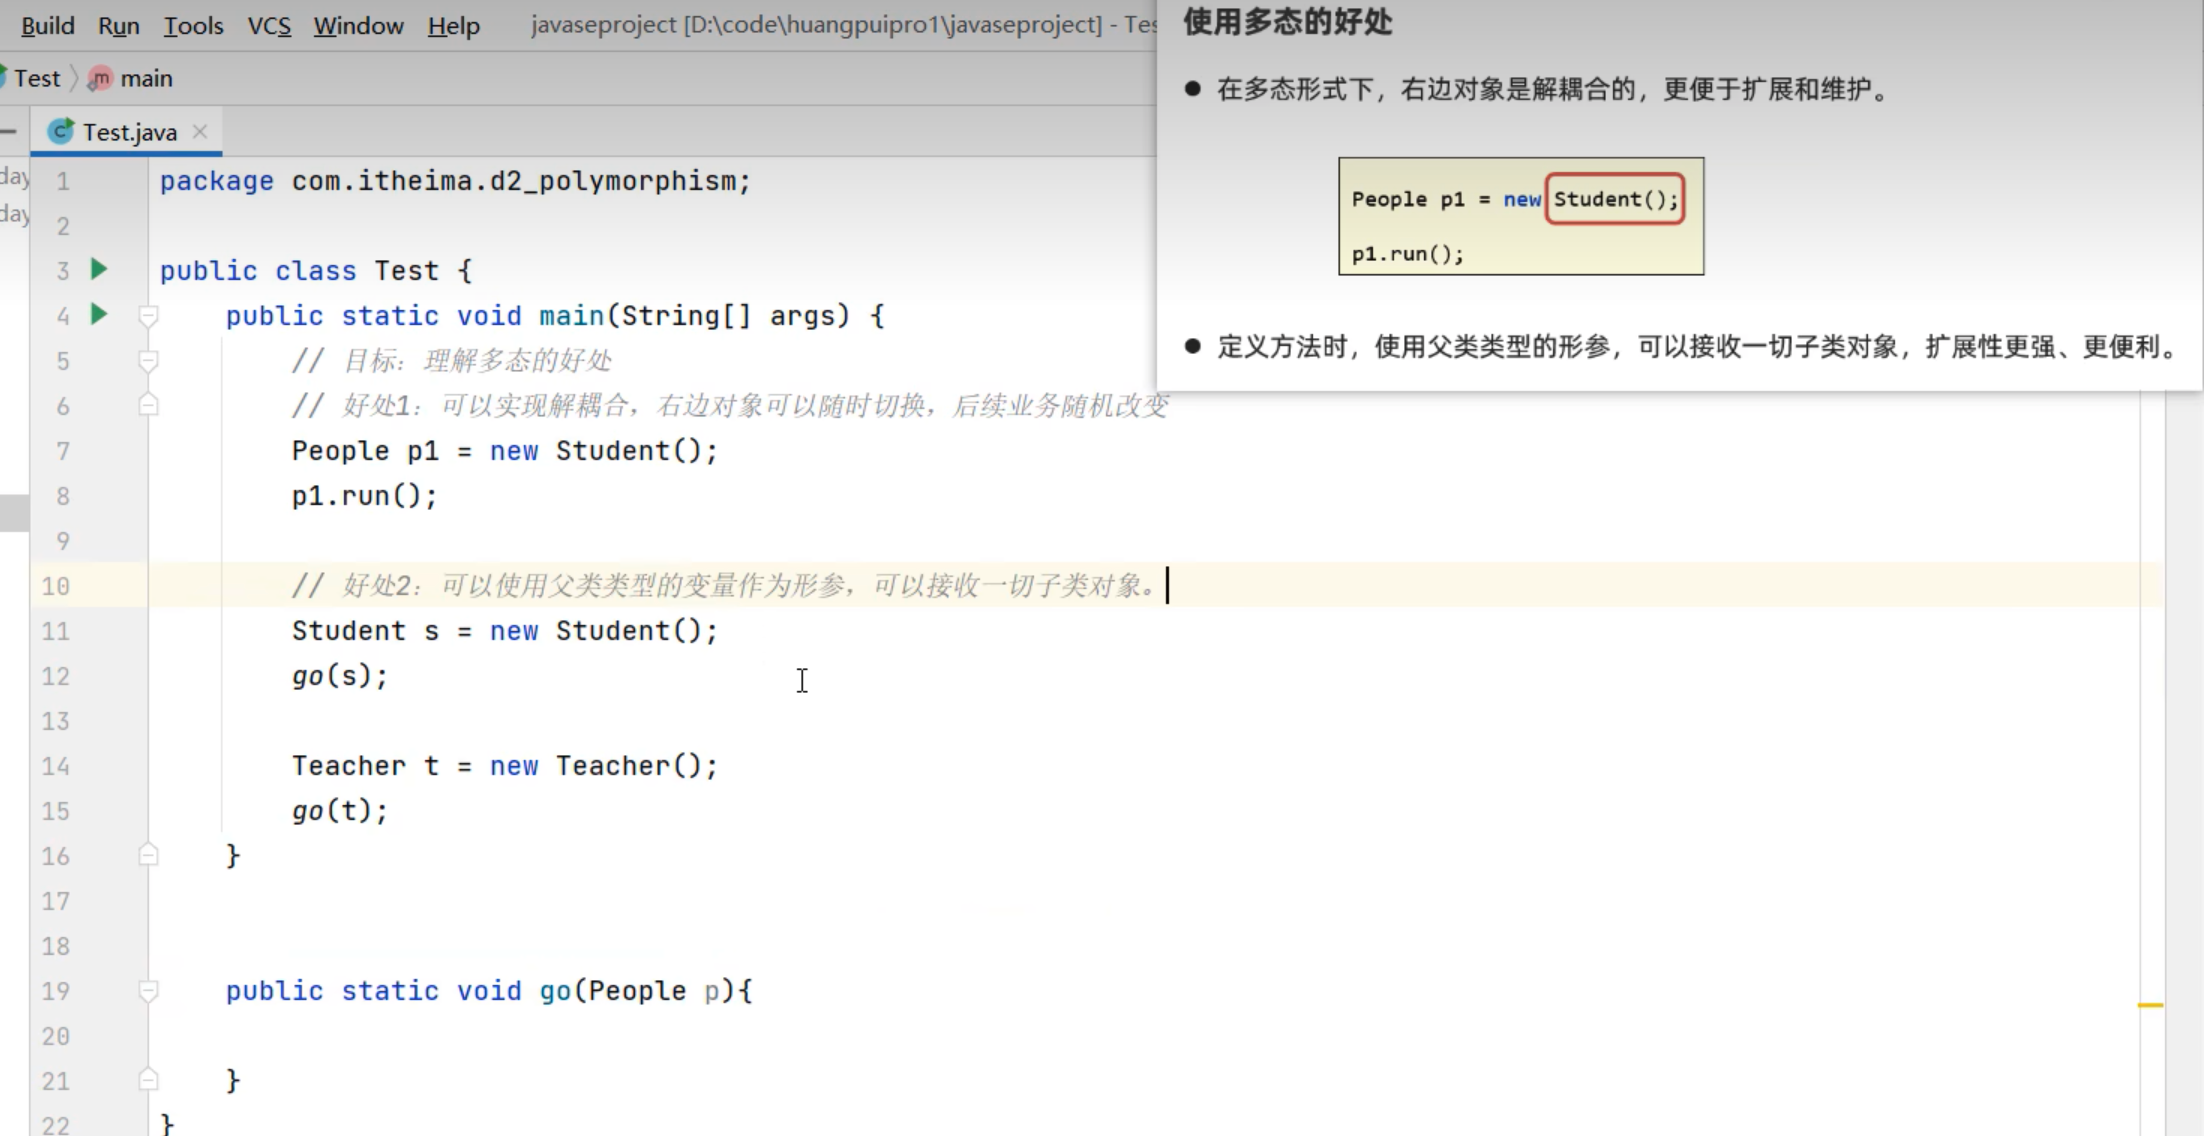 Build Run Tools VCS Window Help javaseproject [D:\code\huangpuipro1\javaseproject] - Tes
Test 〉 m main
Test.java ×
day
day
1 package com.itheima.d2_polymorphism;
2
3 public class Test {
4 public static void main(String[] args) {
5 // 目标：理解多态的好处
6 // 好处1：可以实现解耦合，右边对象可以随时切换，后续业务随机改变
7 People p1 = new Student();
8 p1.run();
9
10 // 好处2：可以使用父类类型的变量作为形参，可以接收一切子类对象。
11 Student s = new Student();
12 go(s);
13
14 Teacher t = new Teacher();
15 go(t);
16 }
17
18
19 public static void go(People p){
20
21 }
22 }
使用多态的好处
● 在多态形式下，右边对象是解耦合的，更便于扩展和维护。
People p1 = new Student();
p1.run();
● 定义方法时，使用父类类型的形参，可以接收一切子类对象，扩展性更强、更便利。